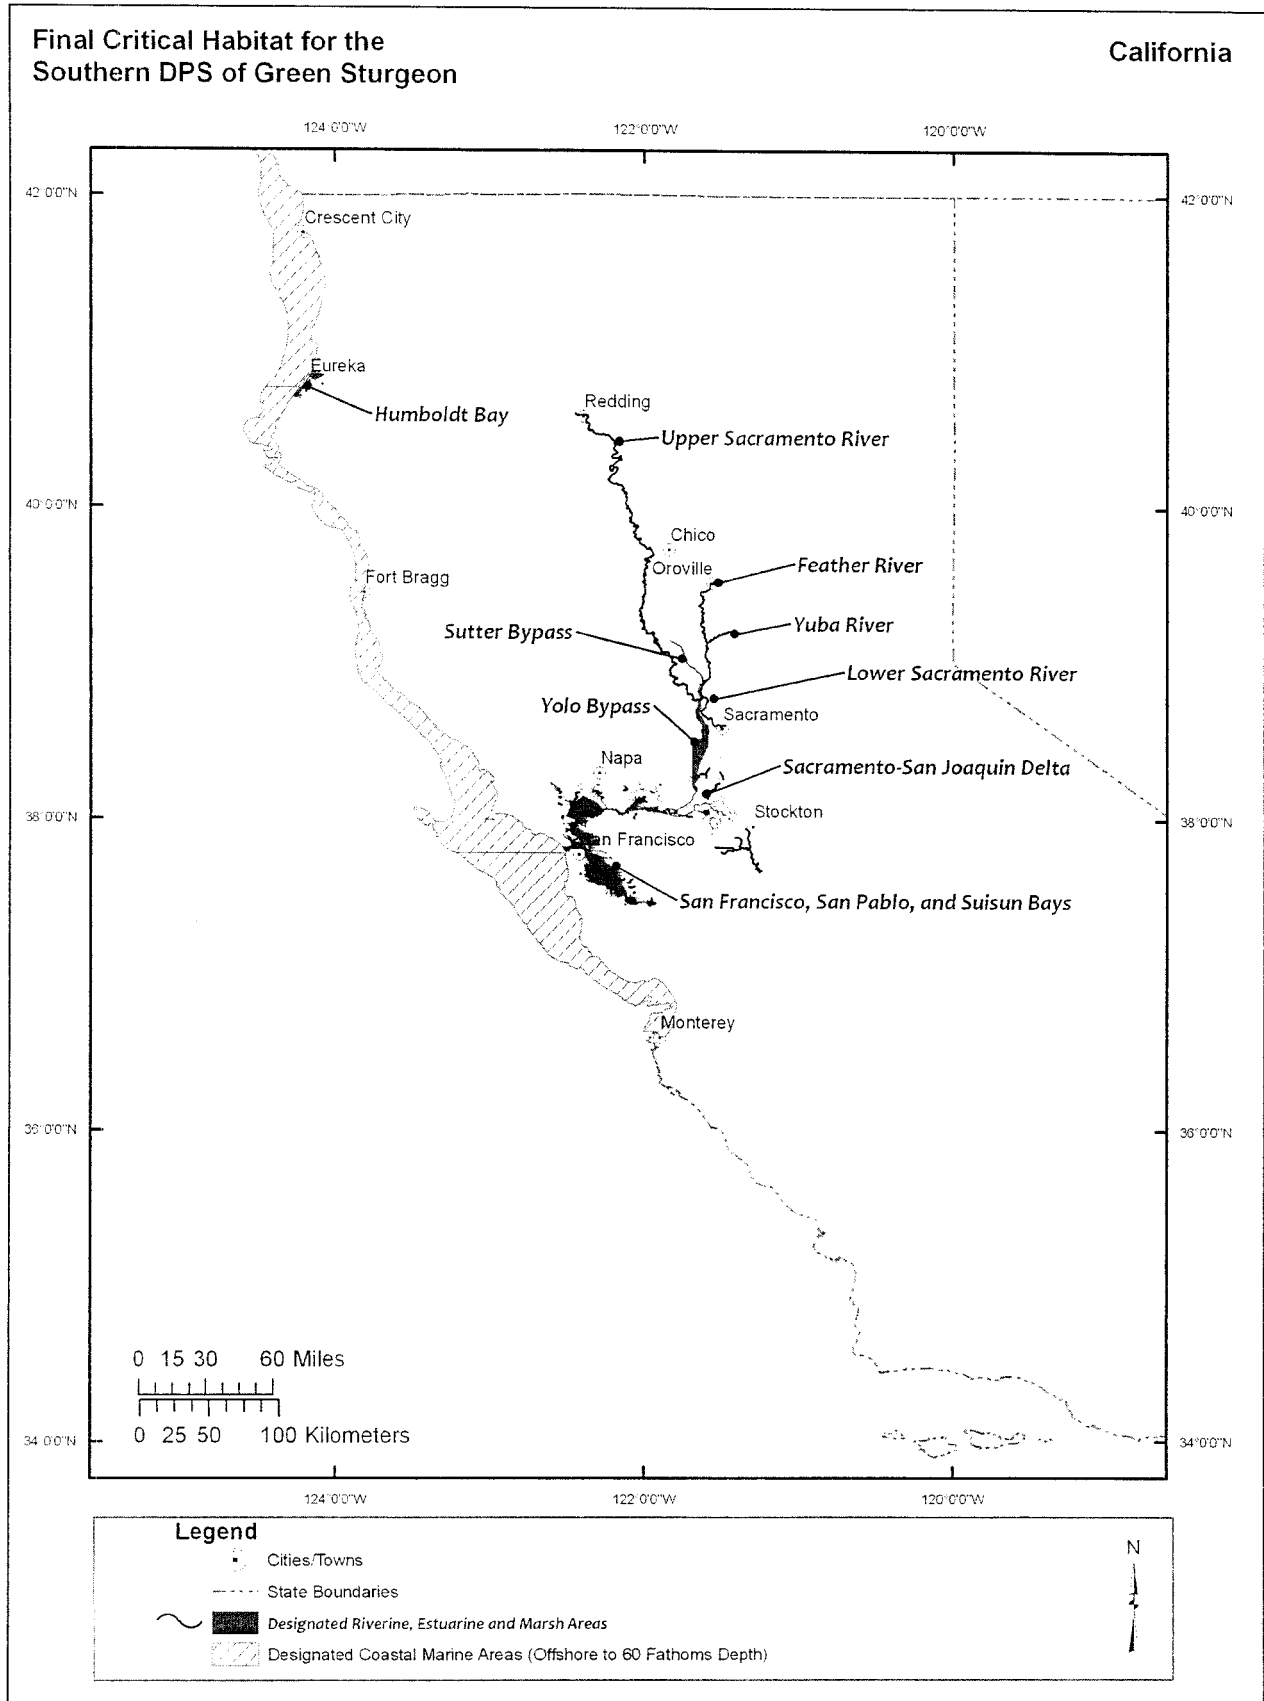 Final Critical Habitat for the
Southern DPS of Green Sturgeon
California
124°0'0"W
122°0'0"W
120°0'0"W
42°0'0"N
42°0'0"N
Crescent City
Eureka
Humboldt Bay
Redding
Upper Sacramento River
40°0'0"N
40°0'0"N
Chico
Oroville
Feather River
Fort Bragg
Sutter Bypass
Yuba River
Lower Sacramento River
Yolo Bypass
Sacramento
Napa
Sacramento-San Joaquin Delta
38°0'0"N
38°0'0"N
Stockton
San Francisco
San Francisco, San Pablo, and Suisun Bays
Monterey
36°0'0"N
36°0'0"N
0 15 30 60 Miles
0 25 50 100 Kilometers
34°0'0"N
34°0'0"N
124°0'0"W
122°0'0"W
120°0'0"W
Legend
Cities/Towns
State Boundaries
Designated Riverine, Estuarine and Marsh Areas
Designated Coastal Marine Areas (Offshore to 60 Fathoms Depth)
N